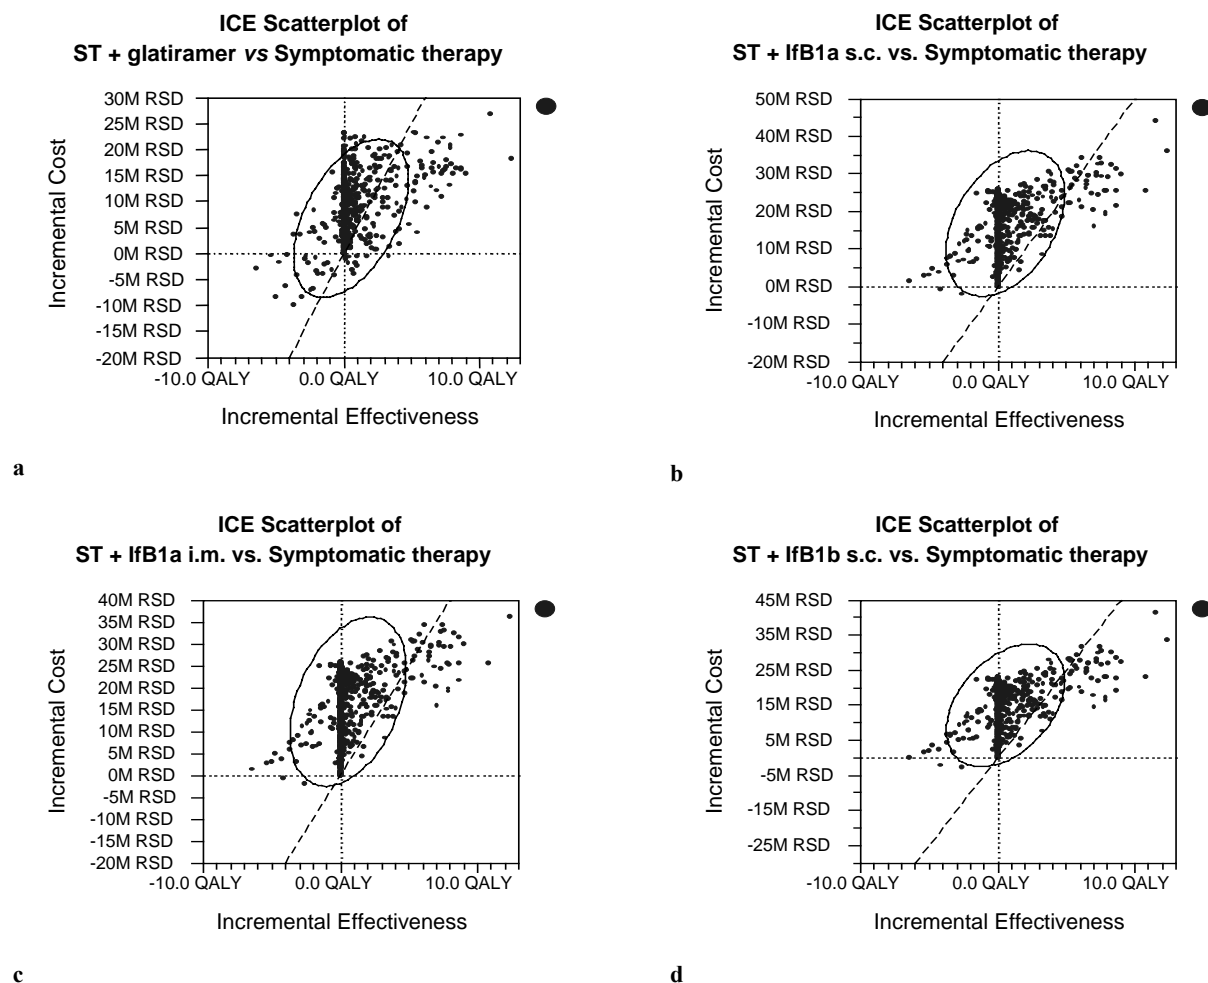 ICE Scatterplot of
ST + glatiramer vs Symptomatic therapy
30M RSD
25M RSD
20M RSD
15M RSD
10M RSD
5M RSD
0M RSD
-5M RSD
-10M RSD
-15M RSD
-20M RSD
Incremental Cost
-10.0 QALY 0.0 QALY 10.0 QALY
Incremental Effectiveness
a
ICE Scatterplot of
ST + IfB1a s.c. vs. Symptomatic therapy
50M RSD
40M RSD
30M RSD
20M RSD
10M RSD
0M RSD
-10M RSD
-20M RSD
Incremental Cost
-10.0 QALY 0.0 QALY 10.0 QALY
Incremental Effectiveness
b
ICE Scatterplot of
ST + IfB1a i.m. vs. Symptomatic therapy
40M RSD
35M RSD
30M RSD
25M RSD
20M RSD
15M RSD
10M RSD
5M RSD
0M RSD
-5M RSD
-10M RSD
-15M RSD
-20M RSD
Incremental Cost
-10.0 QALY 0.0 QALY 10.0 QALY
Incremental Effectiveness
c
ICE Scatterplot of
ST + IfB1b s.c. vs. Symptomatic therapy
45M RSD
35M RSD
25M RSD
15M RSD
5M RSD
-5M RSD
-15M RSD
-25M RSD
Incremental Cost
-10.0 QALY 0.0 QALY 10.0 QALY
Incremental Effectiveness
d